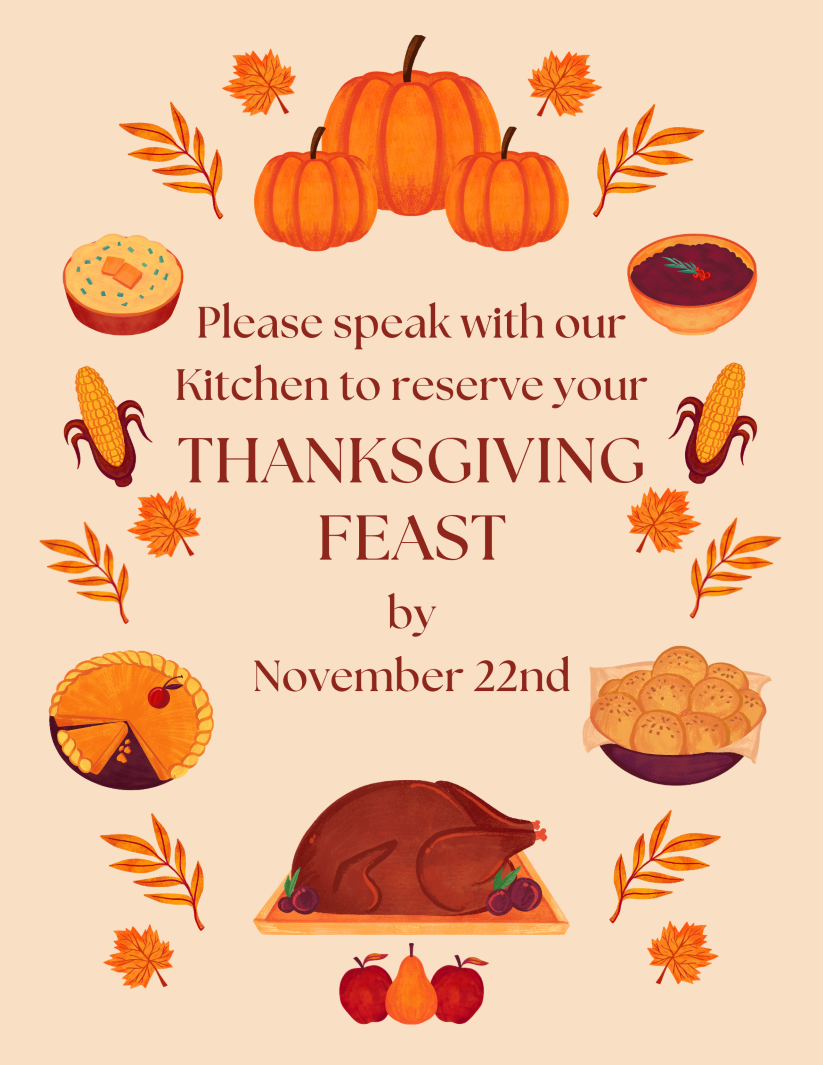 Please speak with our
Kitchen to reserve your
THANKSGIVING
FEAST
by
November 22nd